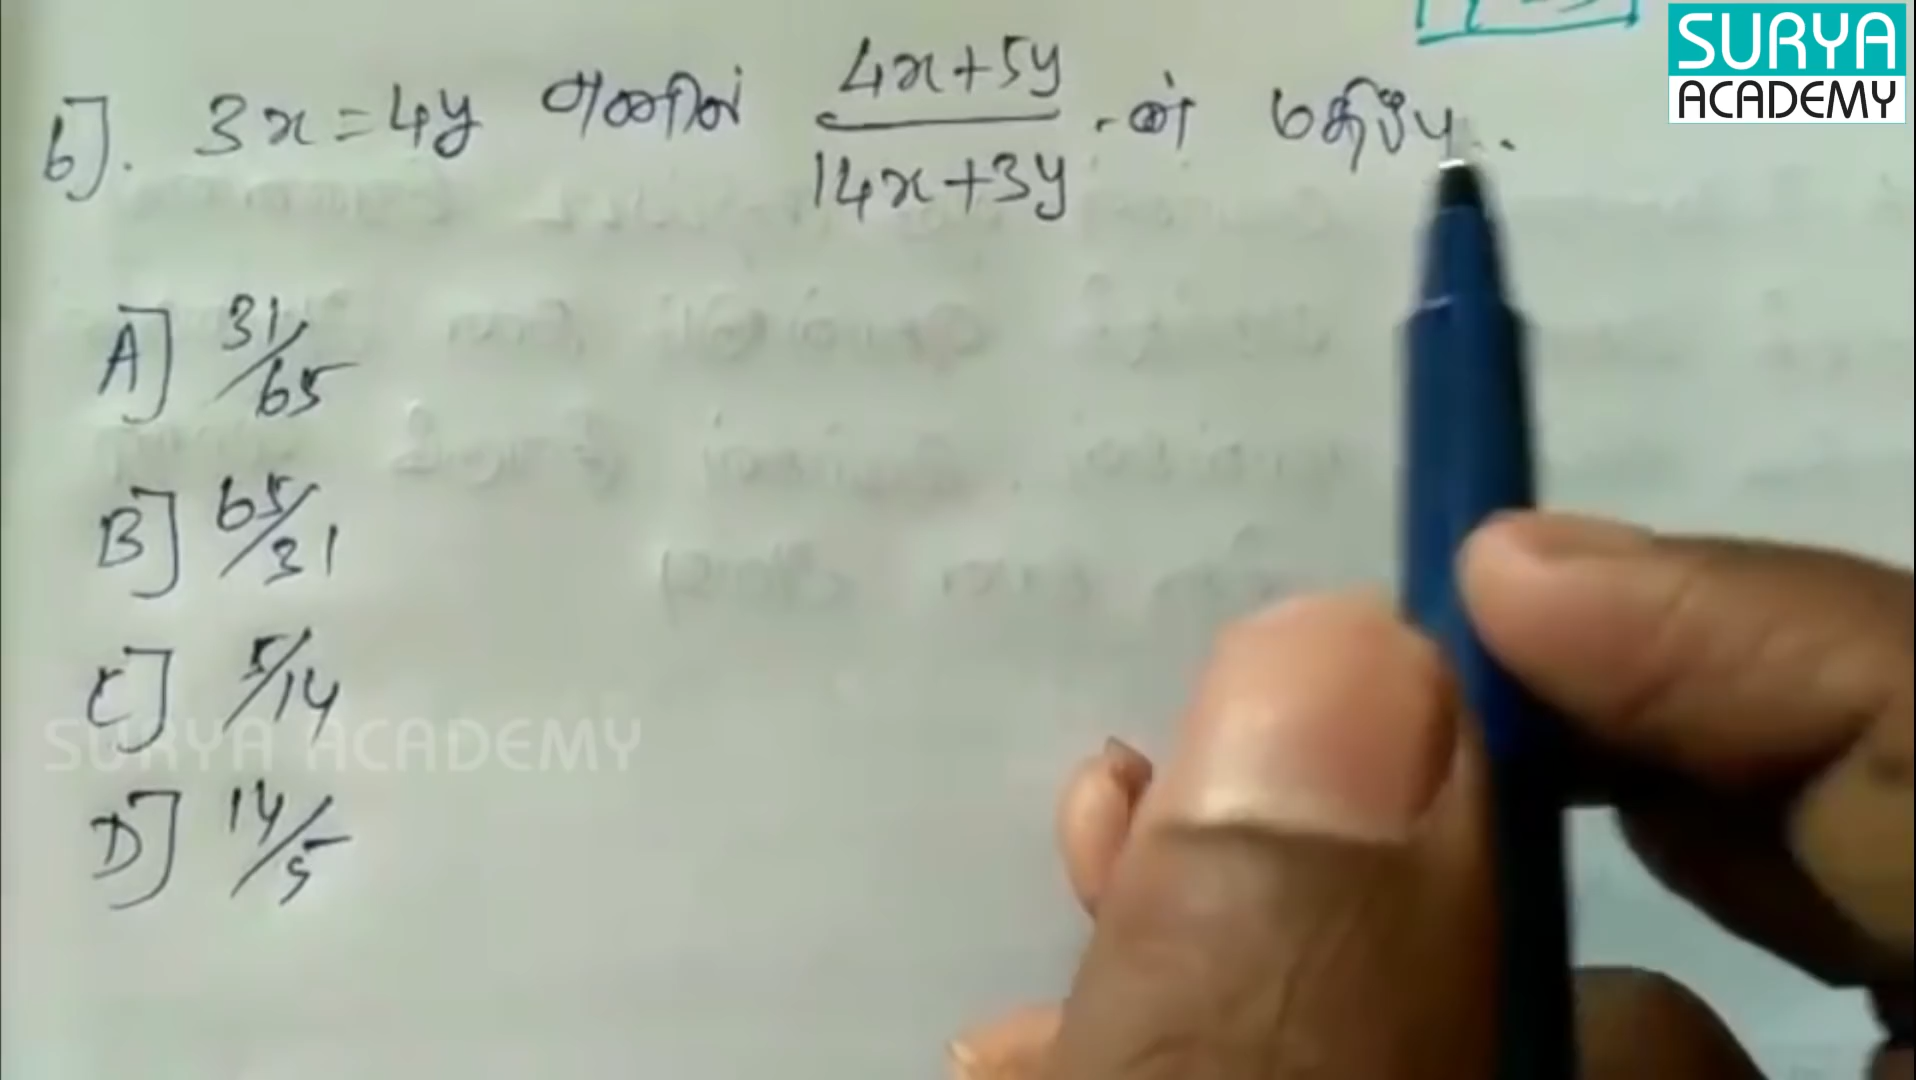 6]. 3x=4y எனில் 4x+5y / 14x+3y -ன் மதிப்பு..
A] 31/65
B] 65/31
C] 5/14
D] 14/5
SURYA
ACADEMY
SURYA ACADEMY